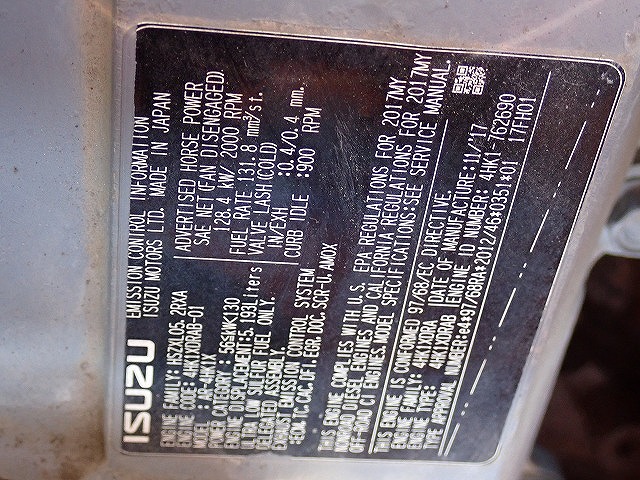 ISUZU
EMISSION CONTROL INFORMATION
ISUZU MOTORS LTD. MADE IN JAPAN
ENGINE FAMILY: HSZXL05.2RXA
ENGINE CODE: 4HK1XDRAB-01
MODEL : AR-4HK1X
POWER CATEGORY : 56≤kW<130
ENGINE DISPLACEMENT:5.193Liters
ULTRA LOW SULFUR FUEL ONLY.
DELEGATED ASSEMBLY.
EXHAUST EMISSION CONTROL SYSTEM
:ECM, TC, CAC, DFI, EGR, DOC, SCR-U, AMOX
ADVERTISED HORSE POWER
SAE NET(FAN DISENGAGED)
128.4 kW/ 2000 RPM
FUEL RATE:131.8 mm³/st.
VALVE LASH(COLD)
IN/EXH :0.4/0.4 mm.
CURB IDLE :900 RPM
THIS ENGINE COMPLIES WITH U.S. EPA REGULATIONS FOR 2017MY
NONROAD DIESEL ENGINES AND CALIFORNIA REGULATIONS FOR 2017MY
OFF-ROAD CI ENGINES. MODEL SPECIFICATIONS:SEE SERVICE MANUAL.
THIS ENGINE IS CONFORMED 97/68/EC DIRECTIVE.
ENGINE FAMILY: 4HK1XDRA DATE OF MANUFACTURE:11/'17
ENGINE TYPE: 4HK1XDRAB ENGINE ID NUMBER: 4HK1-762690
TYPE APPROVAL NUMBER:e4*97/68RA*2012/46*0351*01 17FH01